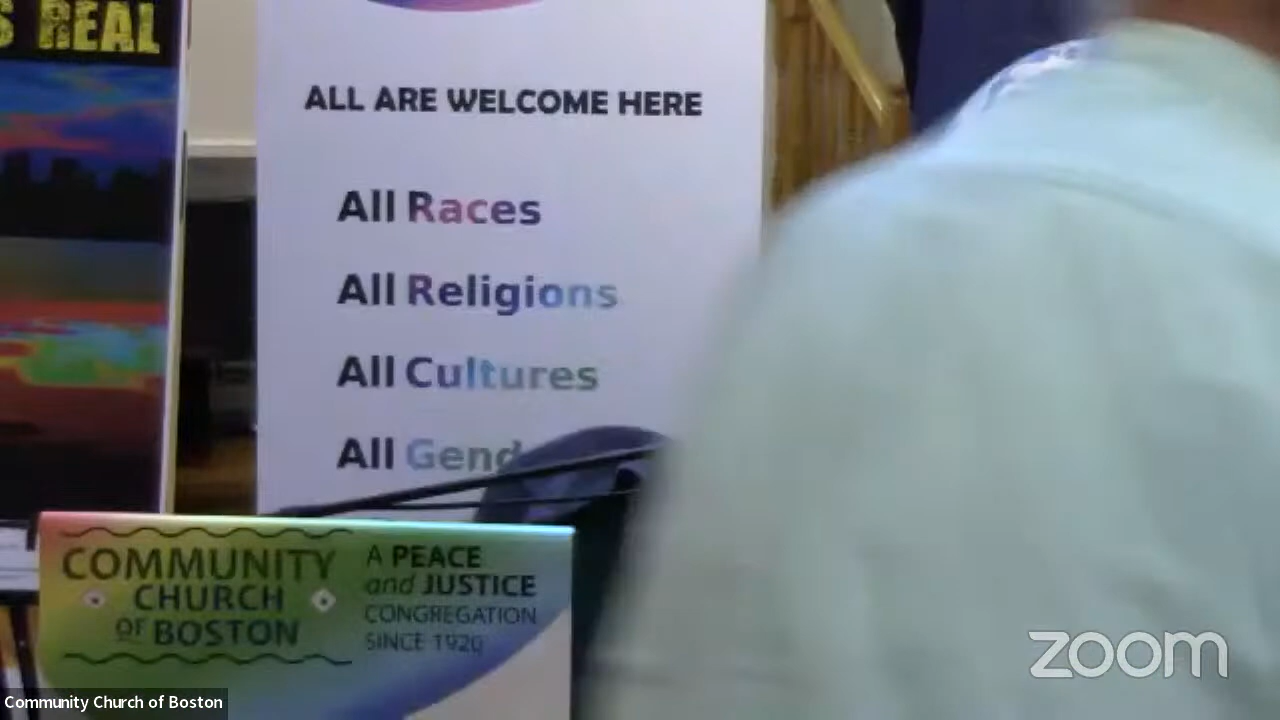 S REAL
ALL ARE WELCOME HERE
All Races
All Religions
All Cultures
All Gend
COMMUNITY
CHURCH
OF BOSTON
A PEACE
and JUSTICE
CONGREGATION
SINCE 1920
zoom
Community Church of Boston